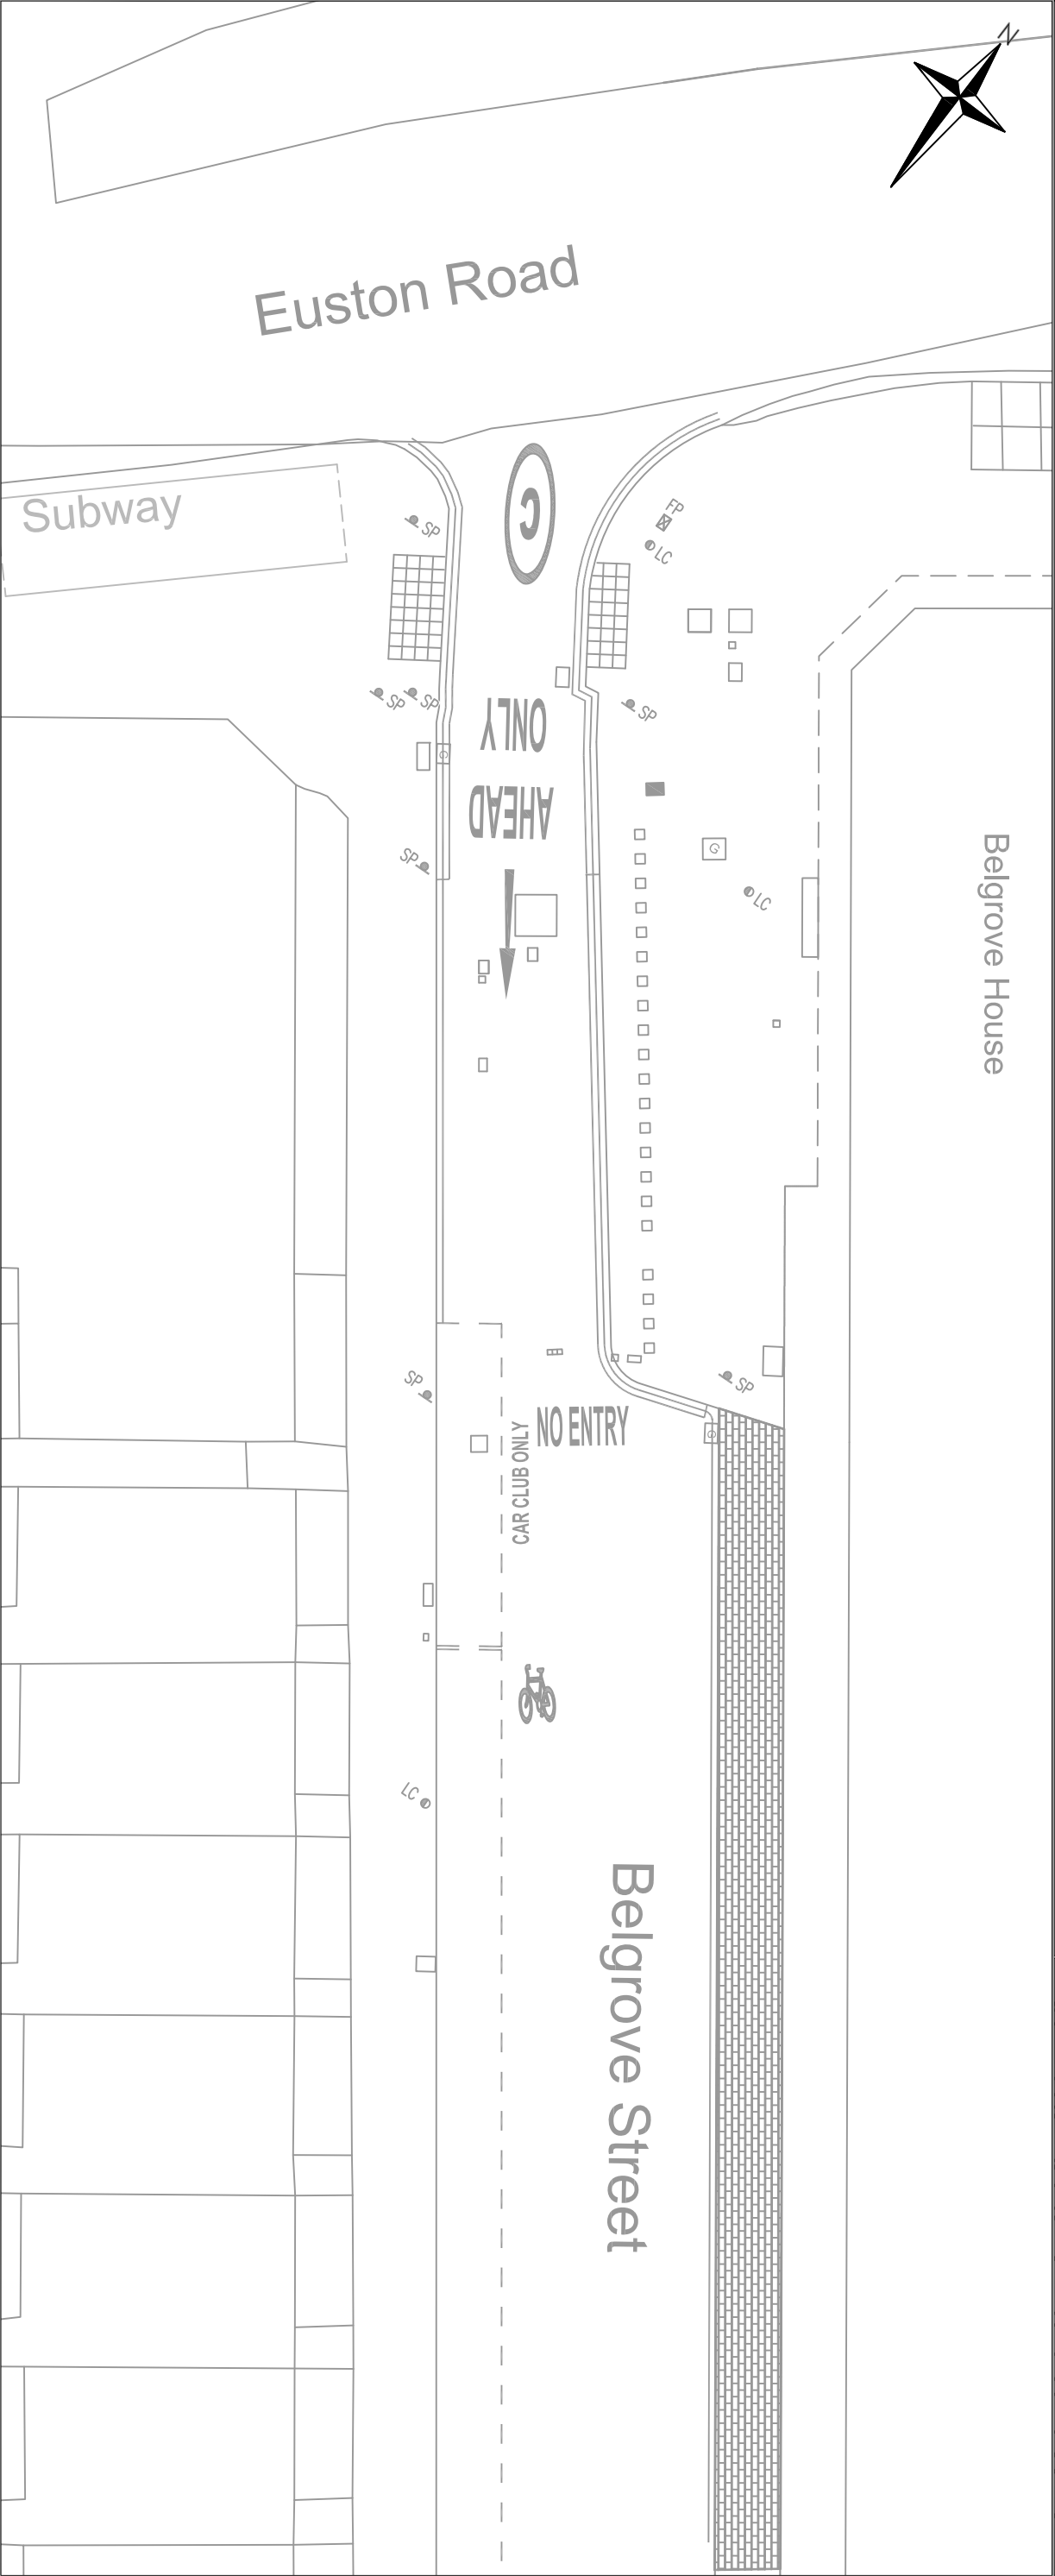 N
Euston Road
Subway
C
SP
FP
LC
SP
SP
SP
ONLY
G
AHEAD
SP
G
LC
Belgrove House
SP
SP
NO ENTRY
G
CAR CLUB ONLY
LC
Belgrove Street